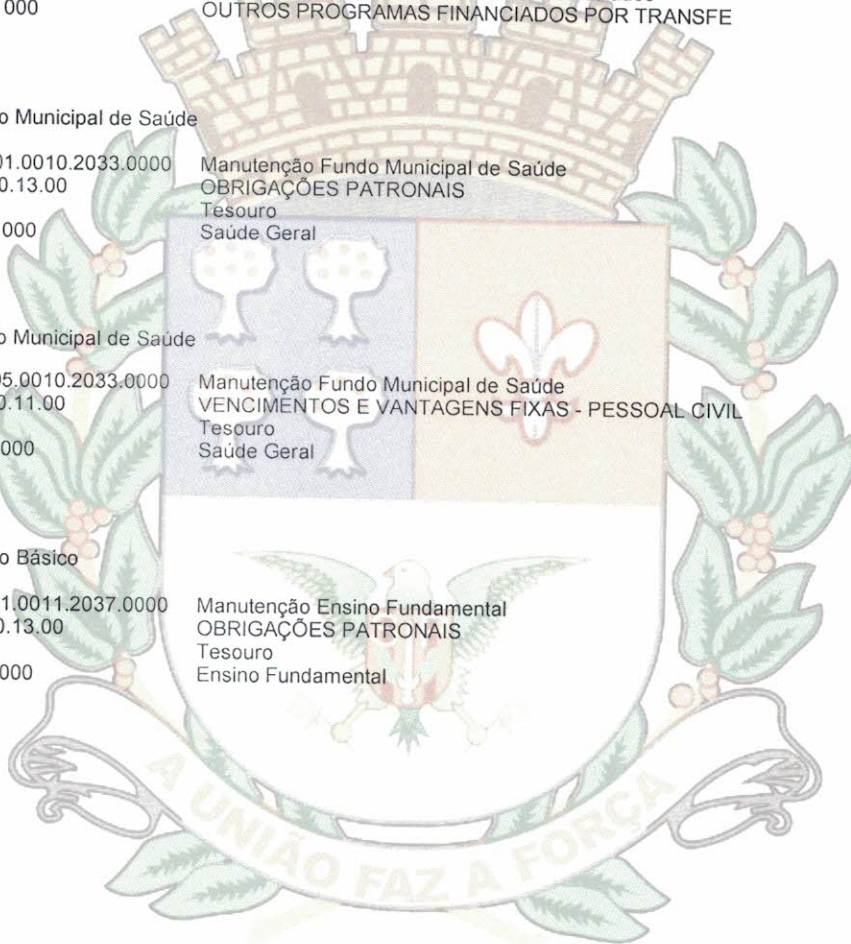 000 OUTROS PROGRAMAS FINANCIADOS POR TRANSFE
o Municipal de Saúde
01.0010.2033.0000 Manutenção Fundo Municipal de Saúde
0.13.00 OBRIGAÇÕES PATRONAIS
Tesouro
000 Saúde Geral
o Municipal de Saúde
05.0010.2033.0000 Manutenção Fundo Municipal de Saúde
0.11.00 VENCIMENTOS E VANTAGENS FIXAS - PESSOAL CIVIL
Tesouro
000 Saúde Geral
o Básico
1.0011.2037.0000 Manutenção Ensino Fundamental
0.13.00 OBRIGAÇÕES PATRONAIS
Tesouro
000 Ensino Fundamental
A UNIÃO FAZ A FORÇA